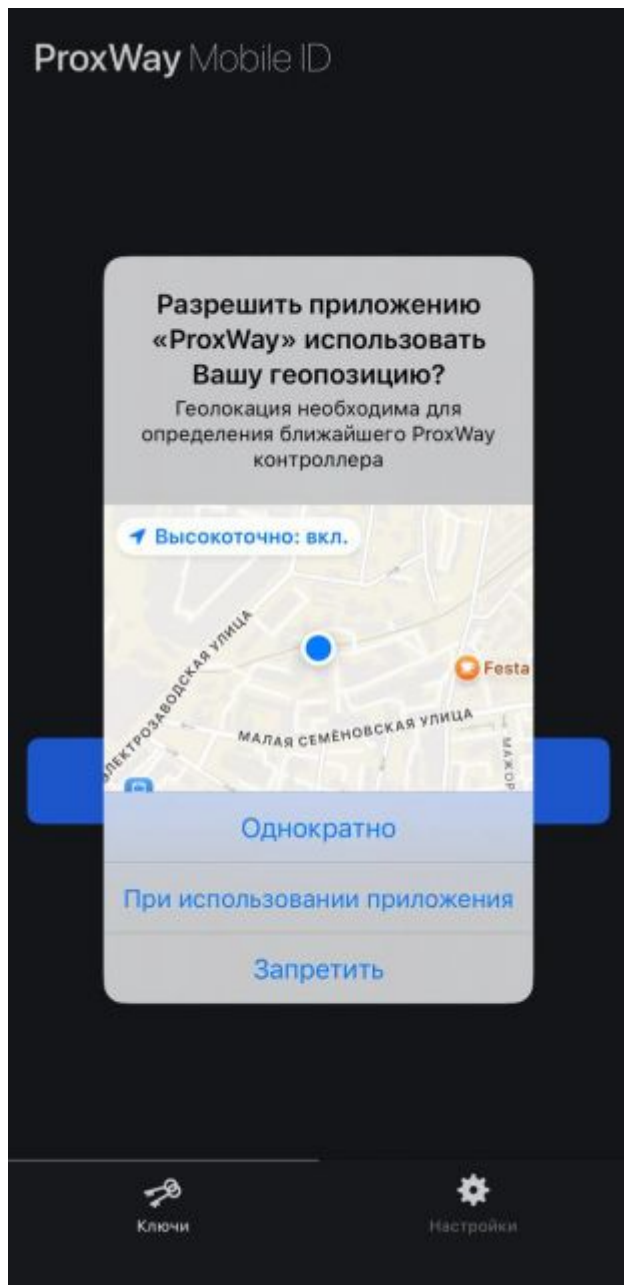 ProxWay Mobile ID
Разрешить приложению
«ProxWay» использовать
Вашу геопозицию?
Геолокация необходима для
определения ближайшего ProxWay
контроллера
Высокоточно: вкл.
ЭЛЕКТРОЗАВОДСКАЯ УЛИЦА
Festa
МАЛАЯ СЕМЁНОВСКАЯ УЛИЦА
МАЖОР
Однократно
При использовании приложения
Запретить
Ключи
Настройки